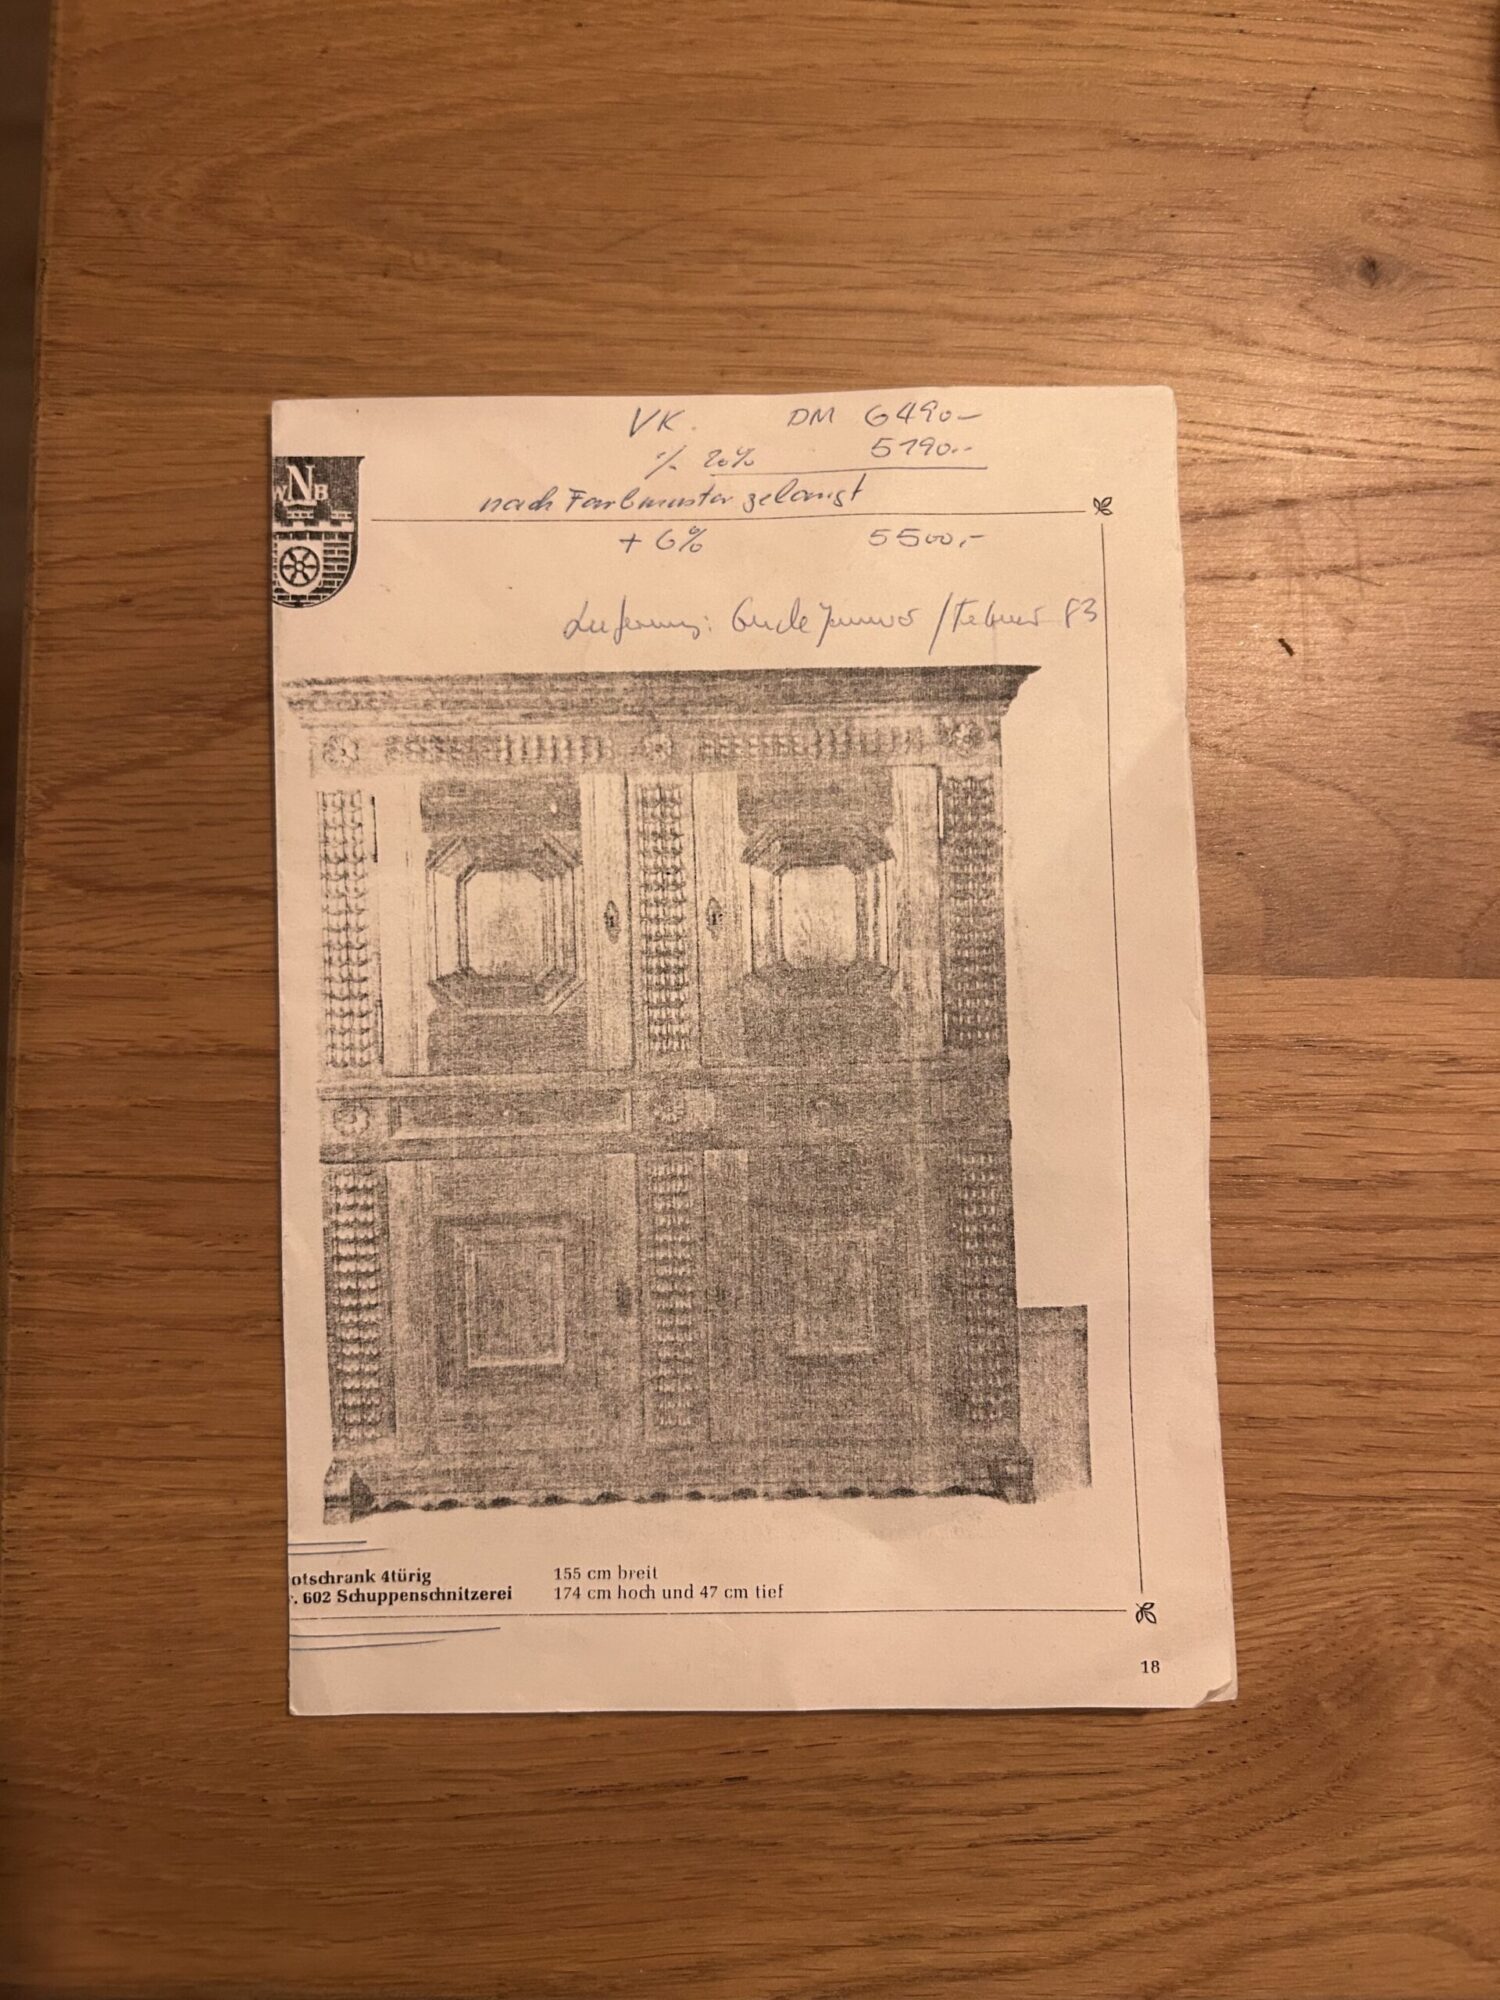 VK. DM 6490-
·/. 20% 5190.-
WNB
nach Farbmuster gelaugt
+ 6% 5500,-
Lieferung: Ende Januar / Februar 83
otschrank 4türig 155 cm breit
. 602 Schuppenschnitzerei 174 cm hoch und 47 cm tief
18